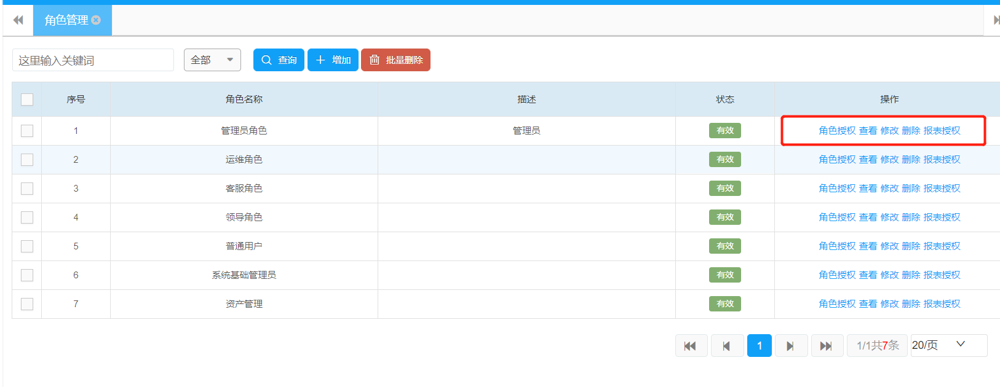 角色管理
这里输入关键词 全部 查询 增加 批量删除
序号 角色名称 描述 状态 操作
1 管理员角色 管理员 有效 角色授权 查看 修改 删除 报表授权
2 运维角色 有效 角色授权 查看 修改 删除 报表授权
3 客服角色 有效 角色授权 查看 修改 删除 报表授权
4 领导角色 有效 角色授权 查看 修改 删除 报表授权
5 普通用户 有效 角色授权 查看 修改 删除 报表授权
6 系统基础管理员 有效 角色授权 查看 修改 删除 报表授权
7 资产管理 有效 角色授权 查看 修改 删除 报表授权
1 1/1共7条 20/页